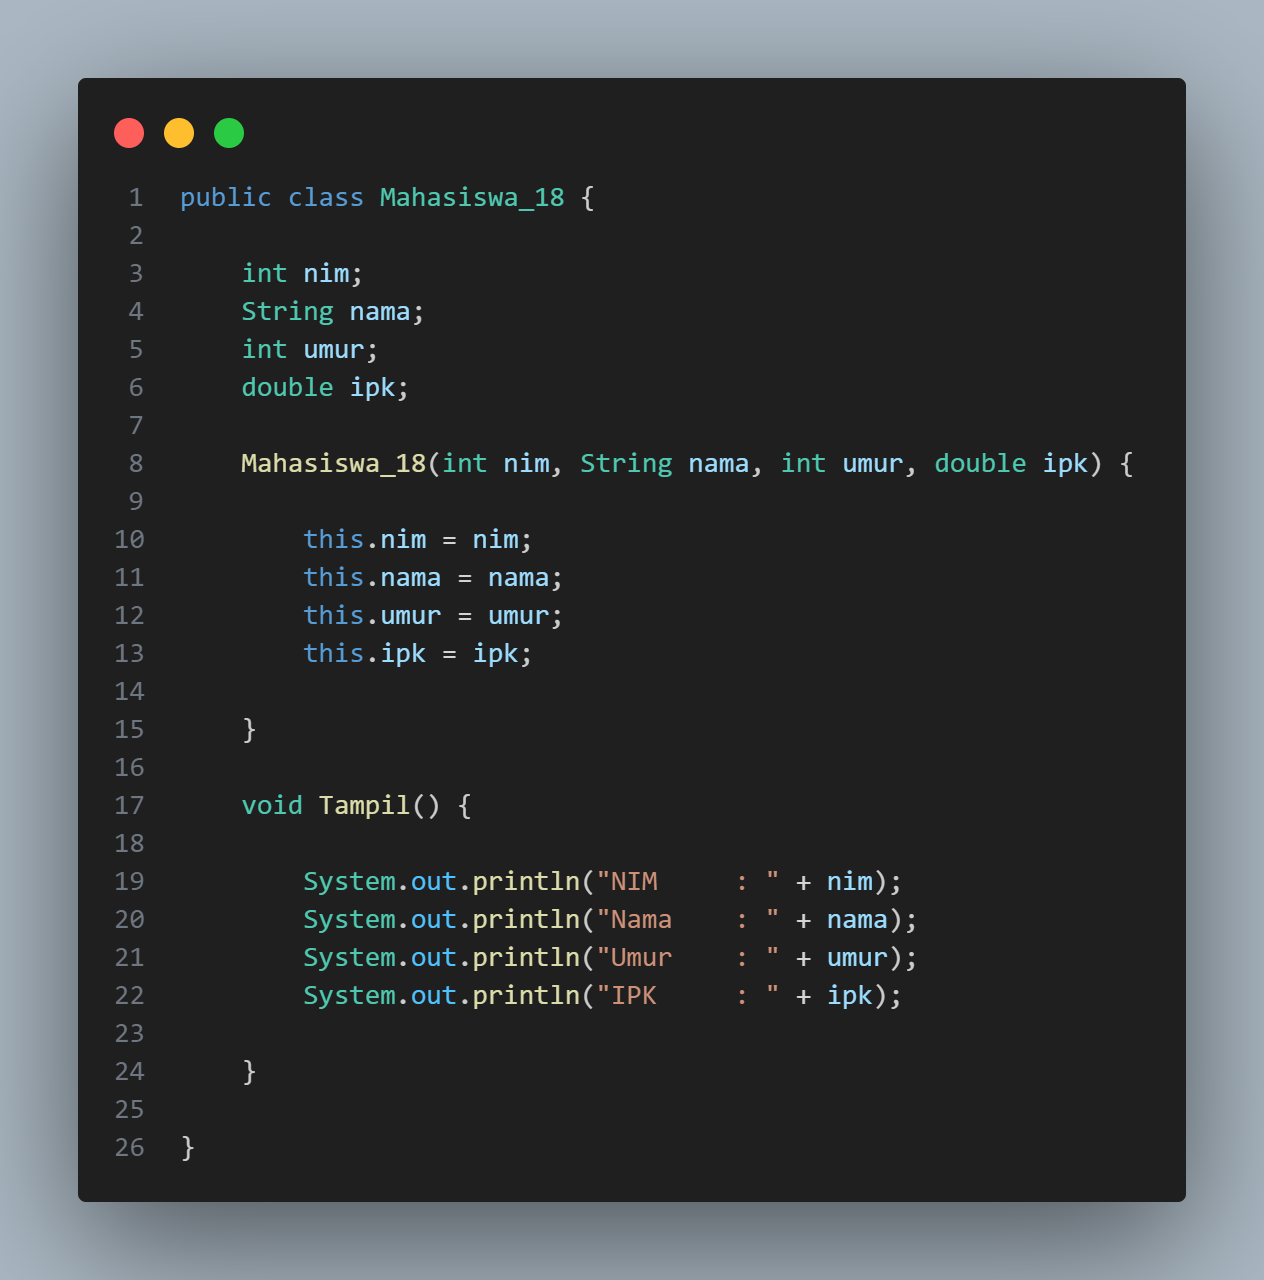 1 public class Mahasiswa_18 {
2
3     int nim;
4     String nama;
5     int umur;
6     double ipk;
7
8     Mahasiswa_18(int nim, String nama, int umur, double ipk) {
9
10         this.nim = nim;
11         this.nama = nama;
12         this.umur = umur;
13         this.ipk = ipk;
14
15     }
16
17     void Tampil() {
18
19         System.out.println("NIM     : " + nim);
20         System.out.println("Nama    : " + nama);
21         System.out.println("Umur    : " + umur);
22         System.out.println("IPK     : " + ipk);
23
24     }
25
26 }